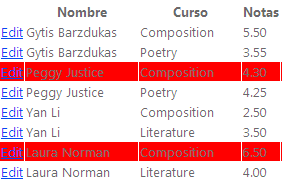 Nombre Curso Notas
Edit Gytis Barzdukas Composition 5.50
Edit Gytis Barzdukas Poetry 3.55
Edit Peggy Justice Composition 4.30
Edit Peggy Justice Poetry 4.25
Edit Yan Li Composition 2.50
Edit Yan Li Literature 3.50
Edit Laura Norman Composition 6.50
Edit Laura Norman Literature 4.00